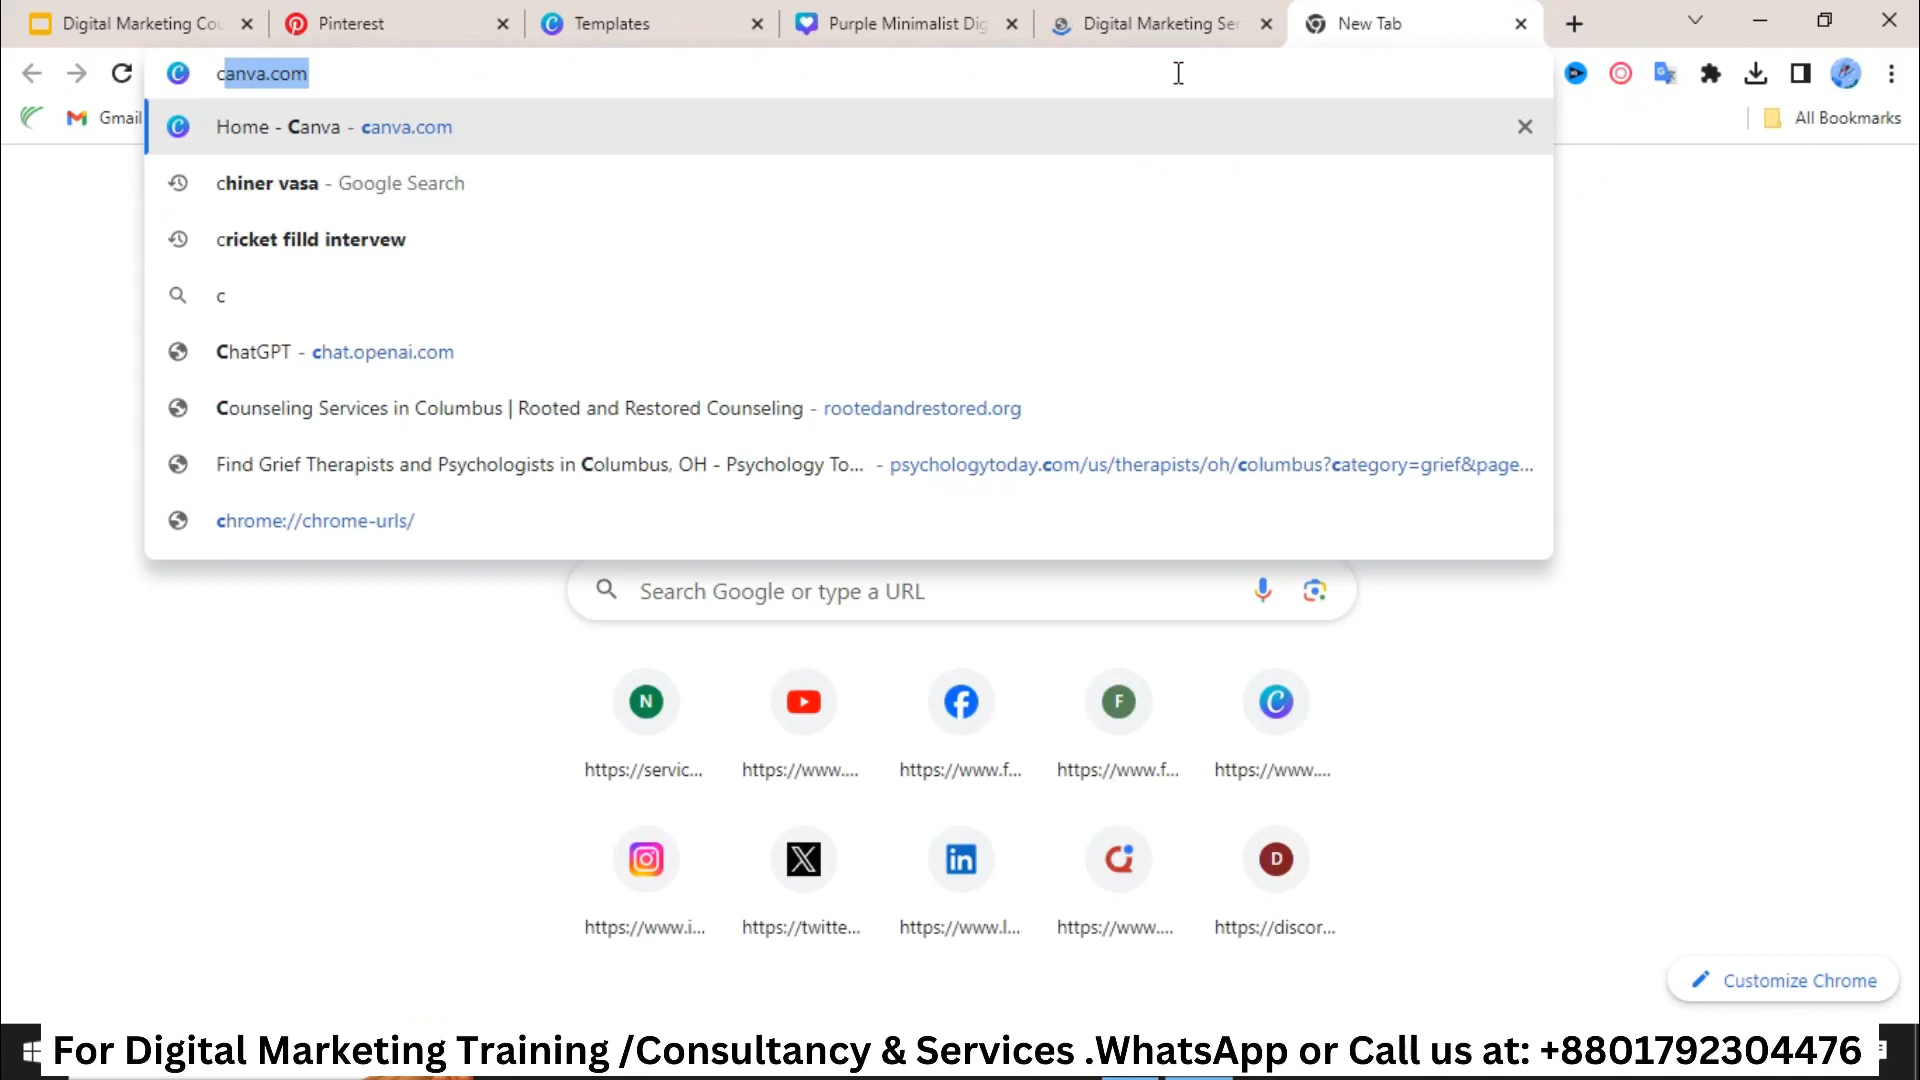 Digital Marketing Cou
Pinterest
Templates
Purple Minimalist Dig
Digital Marketing Ser
New Tab
canva.com
Gmail
All Bookmarks
Home - Canva - canva.com
chiner vasa - Google Search
cricket filld intervew
c
ChatGPT - chat.openai.com
Counseling Services in Columbus | Rooted and Restored Counseling - rootedandrestored.org
Find Grief Therapists and Psychologists in Columbus, OH - Psychology To... - psychologytoday.com/us/therapists/oh/columbus?category=grief&page...
chrome://chrome-urls/
Search Google or type a URL
N
F
https://servic...
https://www....
https://www.f...
https://www.f...
https://www....
D
https://www.i...
https://twitte...
https://www.l...
https://www....
https://discor...
Customize Chrome
For Digital Marketing Training /Consultancy & Services .WhatsApp or Call us at: +8801792304476